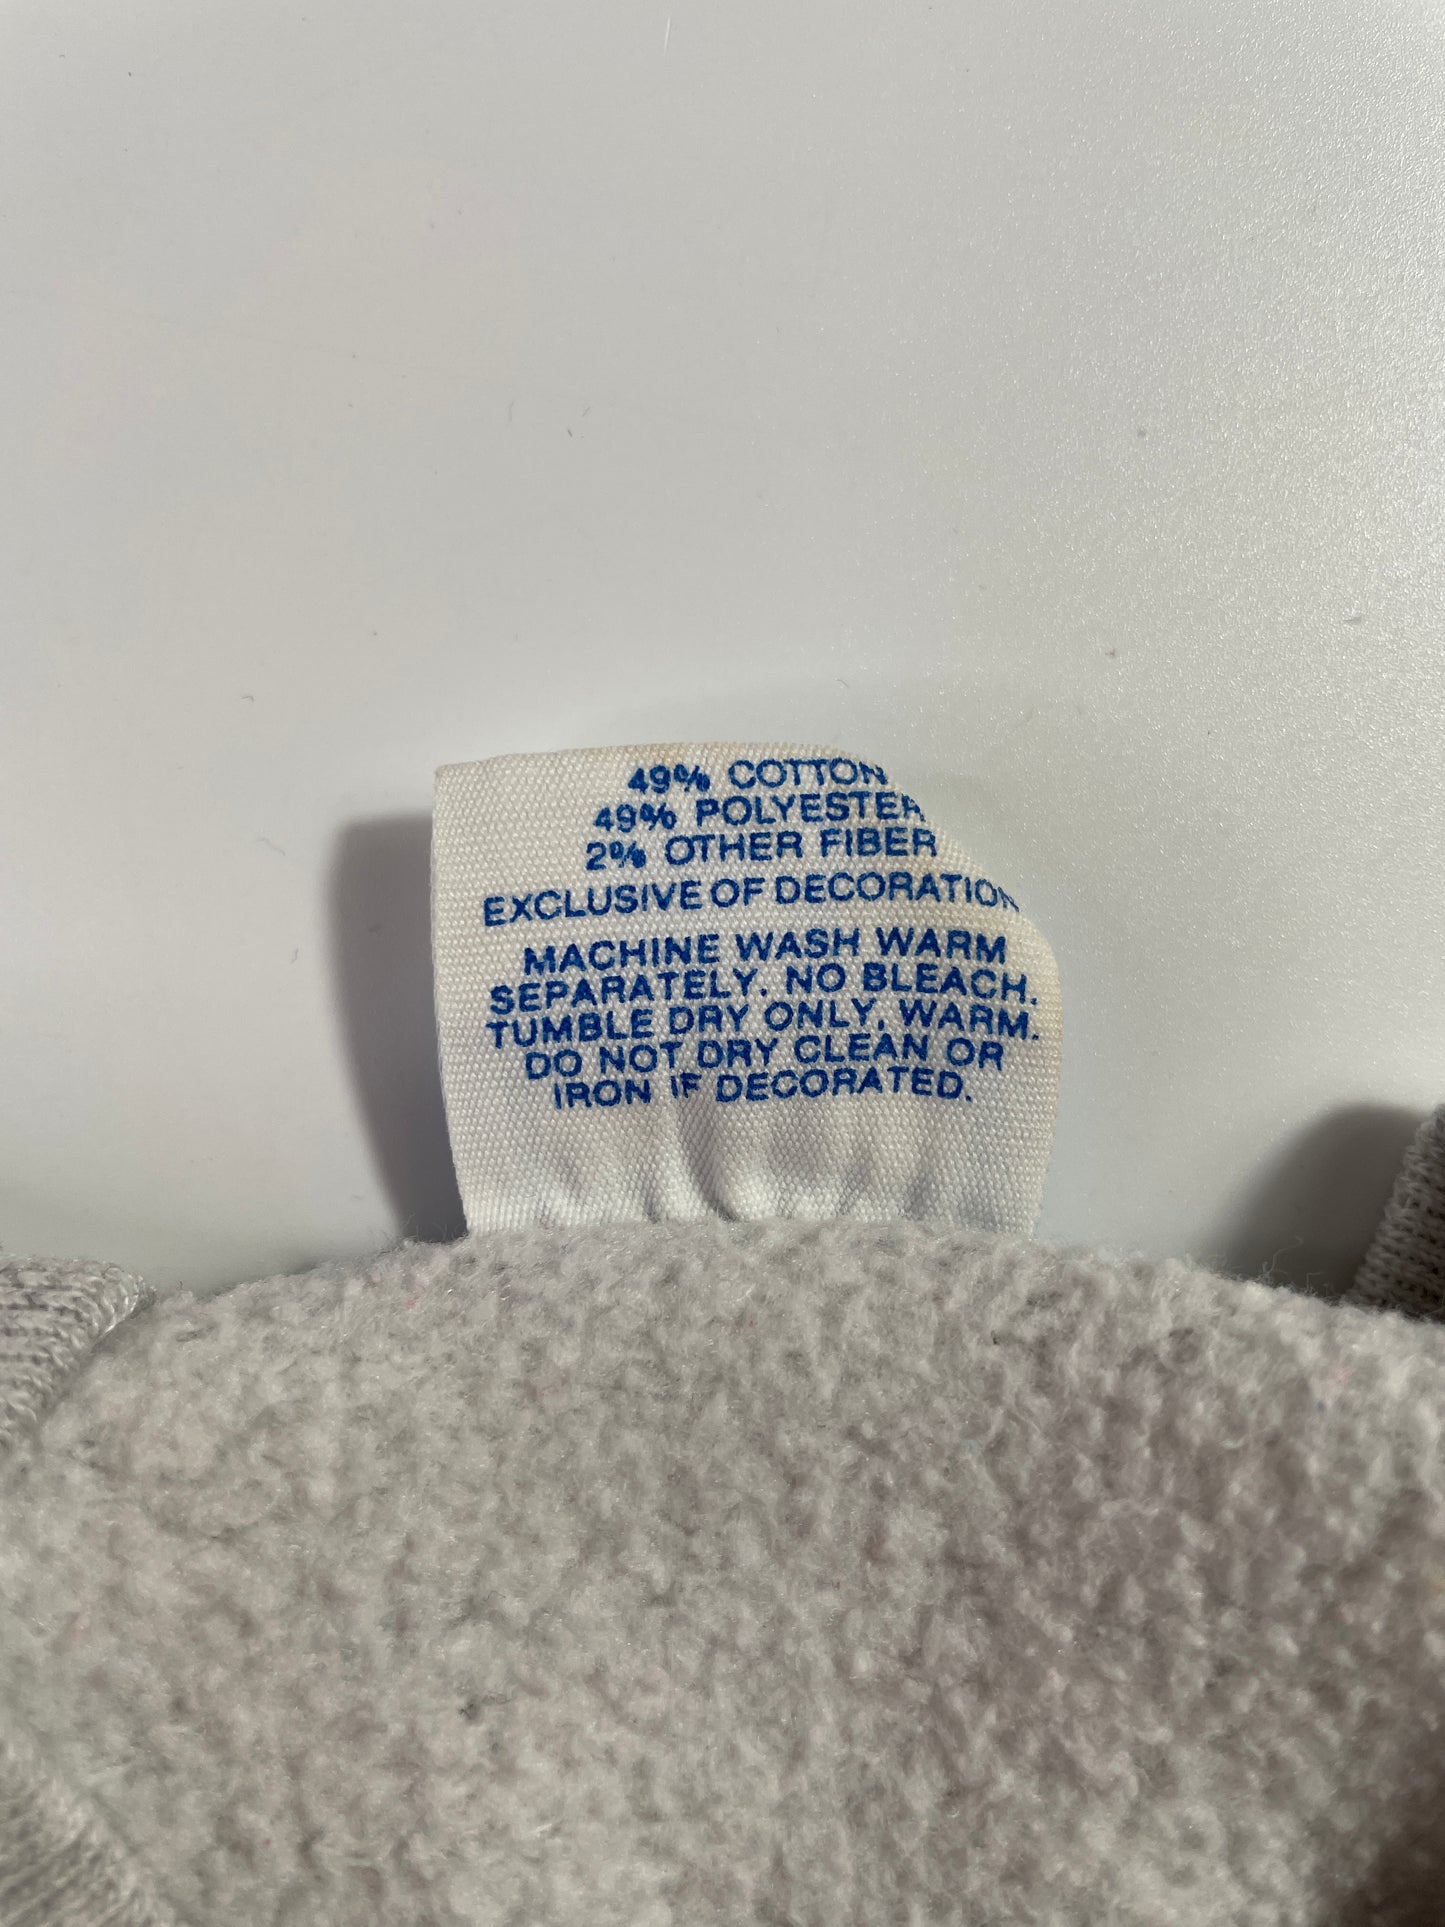 49% COTTON
49% POLYESTER
2% OTHER FIBER
EXCLUSIVE OF DECORATION
MACHINE WASH WARM
SEPARATELY. NO BLEACH.
TUMBLE DRY ONLY, WARM.
DO NOT DRY CLEAN OR
IRON IF DECORATED.